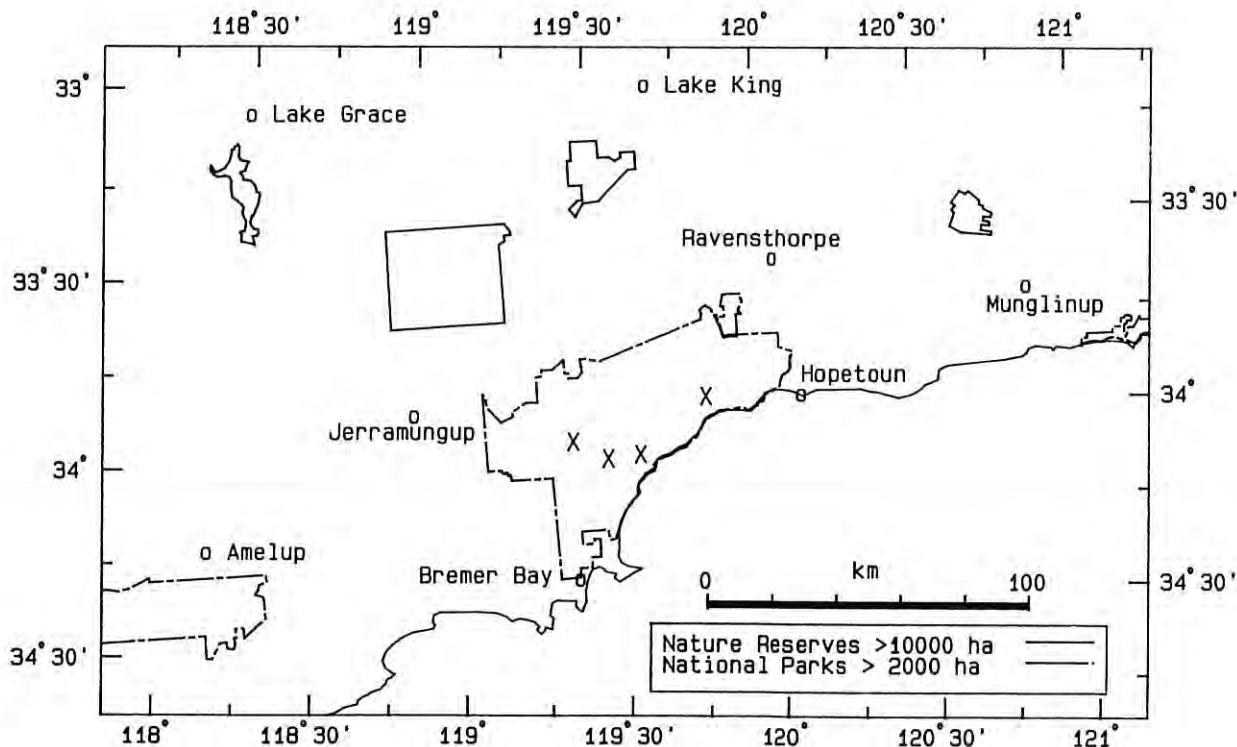 118° 30' 119° 119° 30' 120° 120° 30' 121°
Lake King
33°
Lake Grace
33° 30'
Ravensthorpe
33° 30'
Munglinup
Hopetoun
34°
Jerramungup
34°
Amelup
Bremer Bay
0 km 100
34° 30'
Nature Reserves >10000 ha
34° 30'
National Parks > 2000 ha
118° 118° 30' 119° 119° 30' 120° 120° 30' 121°